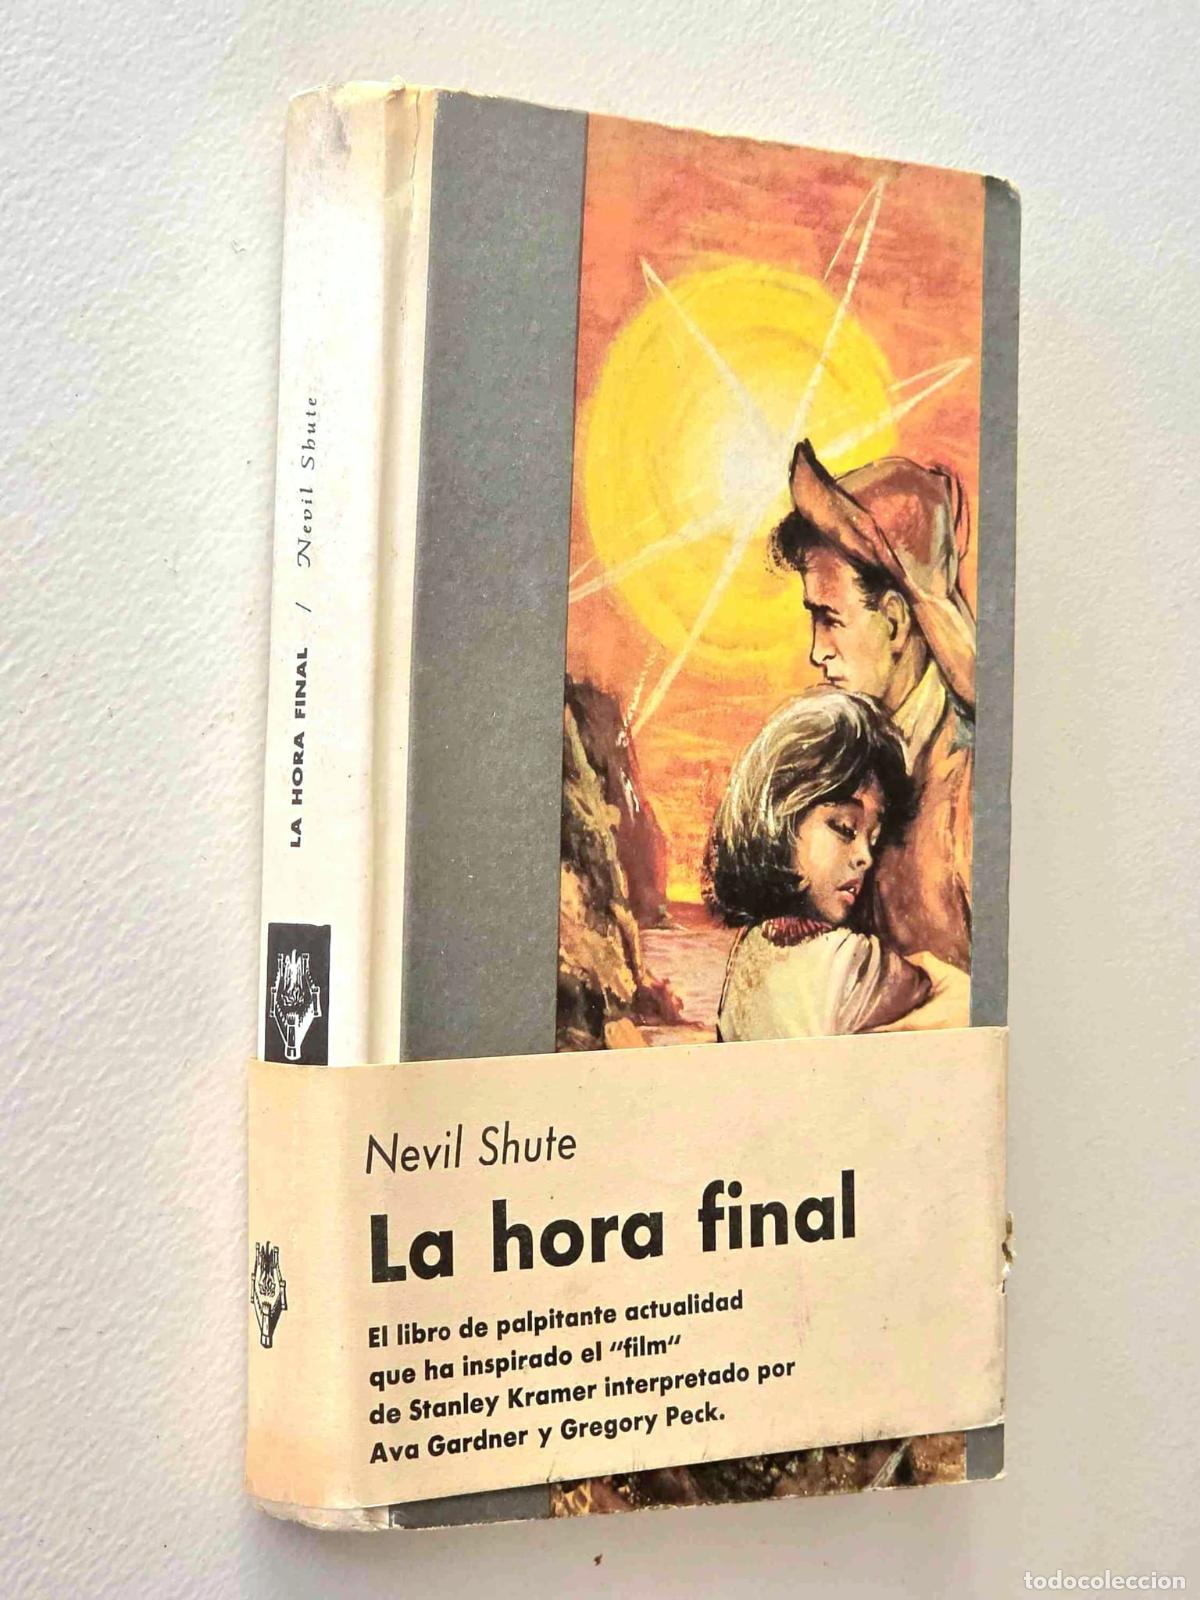 LA HORA FINAL / Nevil Shute
Nevil Shute
La hora final
El libro de palpitante actualidad
que ha inspirado el “film“
de Stanley Kramer interpretado por
Ava Gardner y Gregory Peck.
todocoleccion